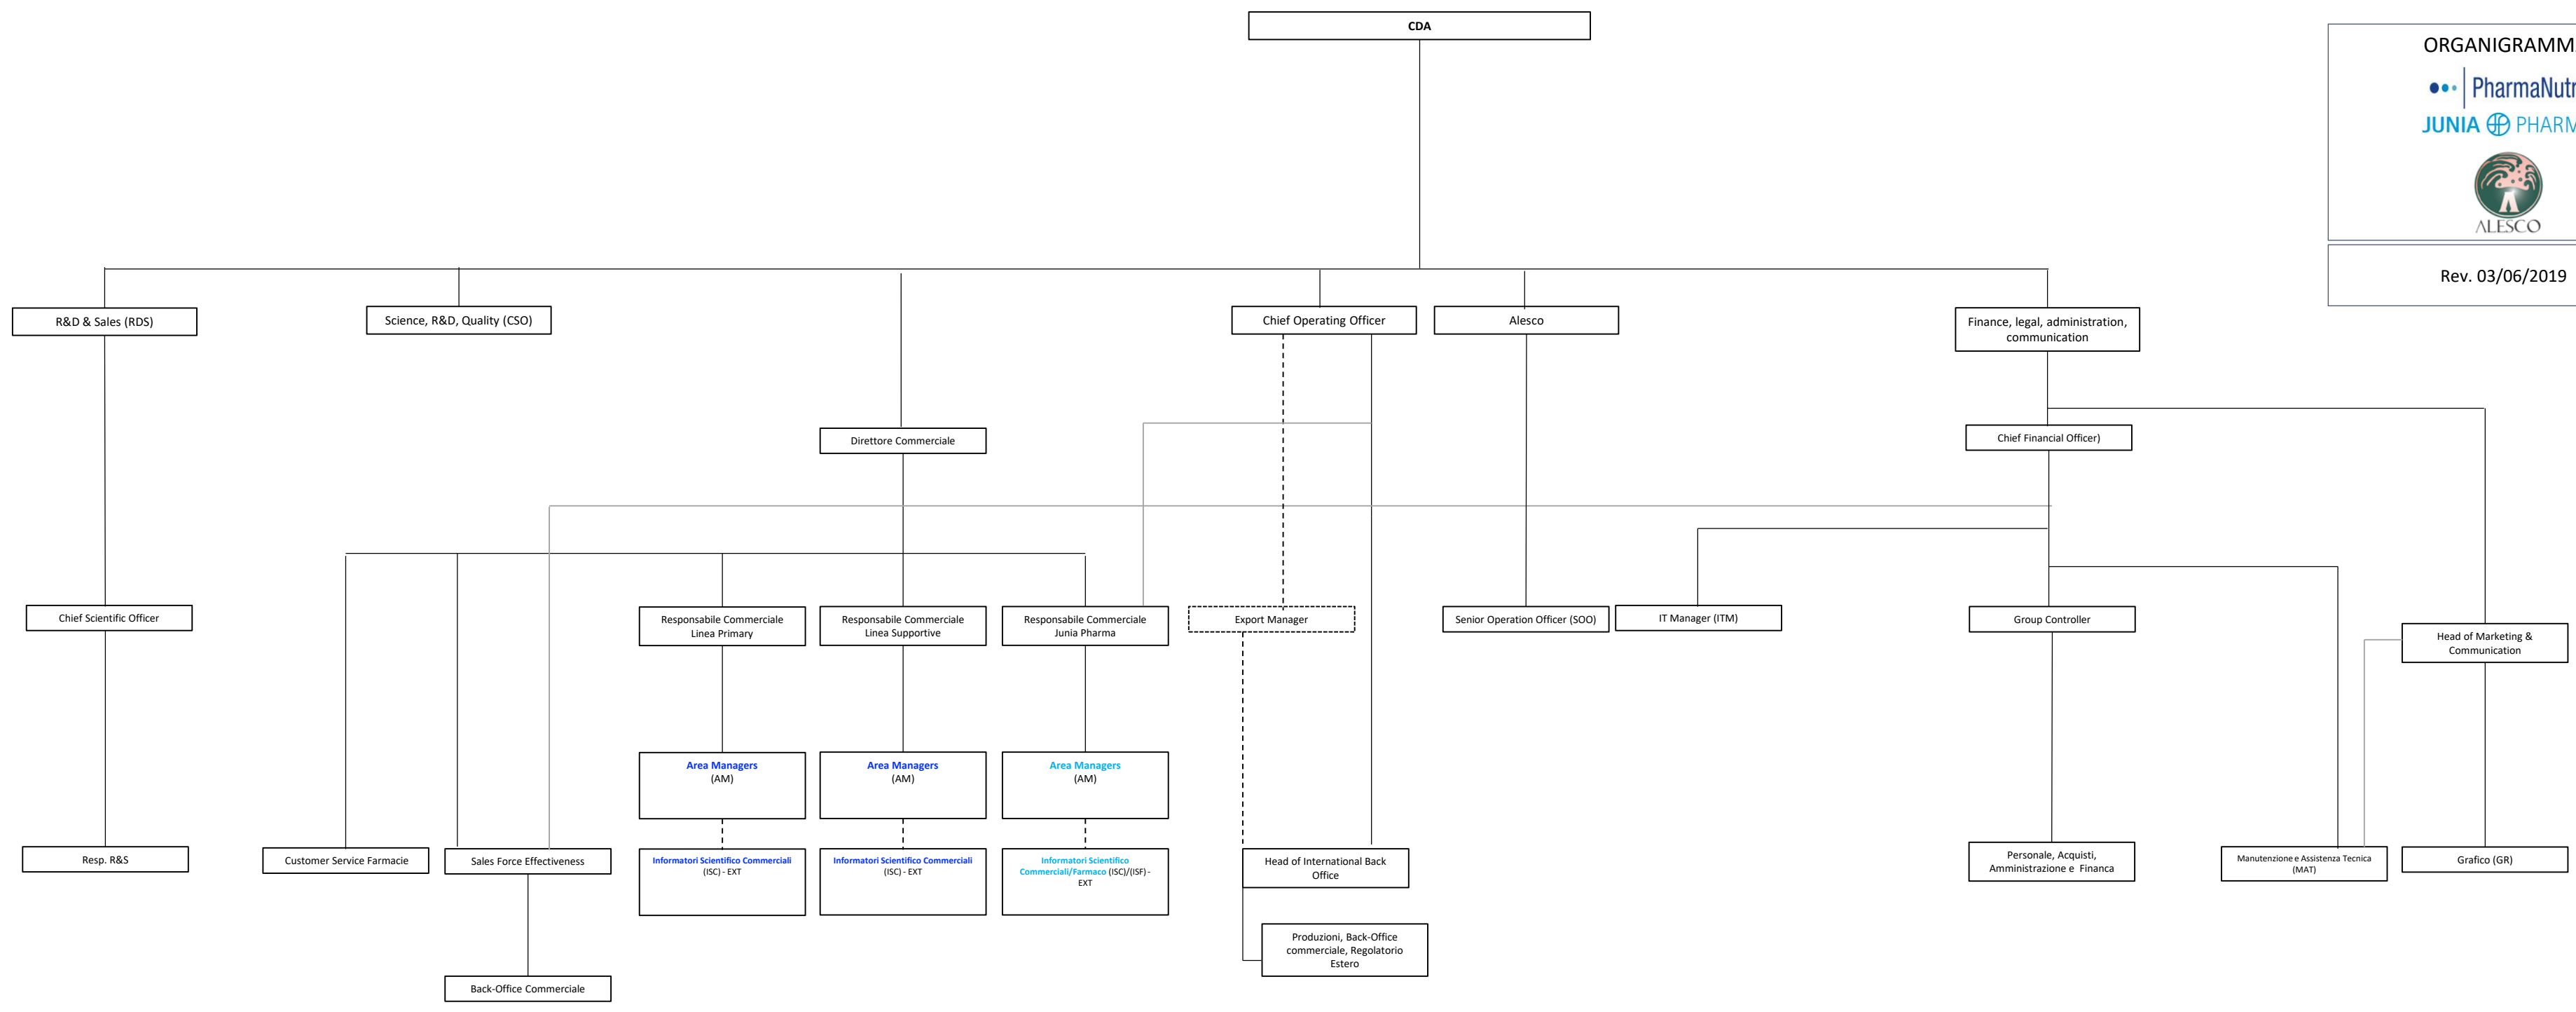 CDA
ORGANIGRAMM
PharmaNutr
JUNIA PHARM
ALESCO
Rev. 03/06/2019
R&D & Sales (RDS)
Science, R&D, Quality (CSO)
Chief Operating Officer
Alesco
Finance, legal, administration,
communication
Direttore Commerciale
Chief Financial Officer)
Chief Scientific Officer
Responsabile Commerciale
Linea Primary
Responsabile Commerciale
Linea Supportive
Responsabile Commerciale
Junia Pharma
Export Manager
Senior Operation Officer (SOO)
IT Manager (ITM)
Group Controller
Head of Marketing &
Communication
Area Managers
(AM)
Area Managers
(AM)
Area Managers
(AM)
Resp. R&S
Customer Service Farmacie
Sales Force Effectiveness
Informatori Scientifico Commerciali
(ISC) - EXT
Informatori Scientifico Commerciali
(ISC) - EXT
Informatori Scientifico
Commerciali/Farmaco (ISC)/(ISF) -
EXT
Head of International Back
Office
Personale, Acquisti,
Amministrazione e Financa
Manutenzione e Assistenza Tecnica
(MAT)
Grafico (GR)
Produzioni, Back-Office
commerciale, Regolatorio
Estero
Back-Office Commerciale